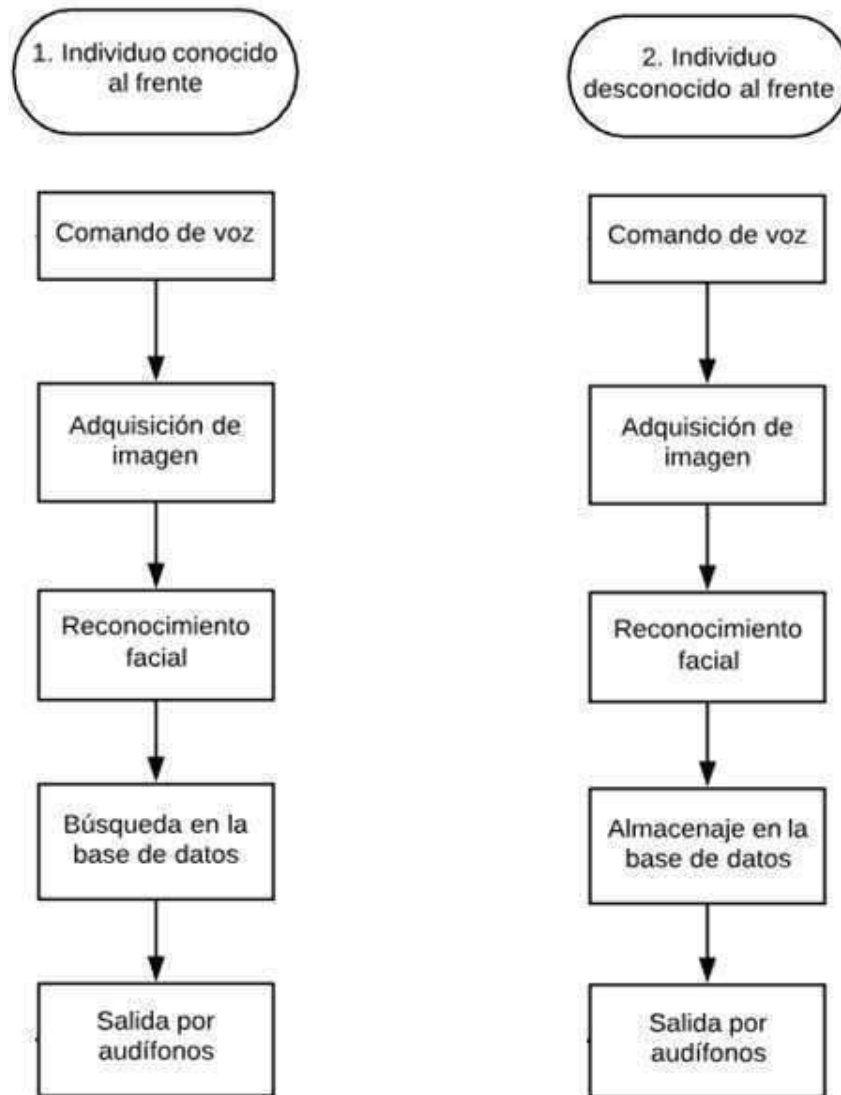 1. Individuo conocido
al frente
Comando de voz
Adquisición de
imagen
Reconocimiento
facial
Búsqueda en la
base de datos
Salida por
audífonos
2. Individuo
desconocido al frente
Comando de voz
Adquisición de
imagen
Reconocimiento
facial
Almacenaje en la
base de datos
Salida por
audífonos